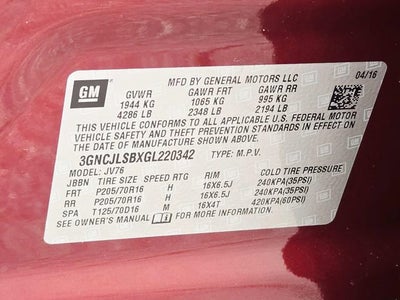 GM
MFD BY GENERAL MOTORS LLC 04/16
GVWR GAWR FRT GAWR RR
1944 KG 1065 KG 995 KG
4286 LB 2348 LB 2194 LB
THIS VEHICLE CONFORMS TO ALL APPLICABLE U.S. FEDERAL MOTOR
VEHICLE SAFETY AND THEFT PREVENTION STANDARDS IN EFFECT ON
THE DATE OF MANUFACTURE SHOWN ABOVE.
3GNCJLSBXGL220342 TYPE: M.P.V.
MODEL: JV76
JBBN TIRE SIZE SPEED RTG RIM COLD TIRE PRESSURE
FRT P205/70R16 H 16X6.5J 240KPA(35PSI)
RR P205/70R16 H 16X6.5J 240KPA(35PSI)
SPA T125/70D16 M 16X4T 420KPA(60PSI)
SEE OWNER'S MANUAL FOR MORE INFORMATION.